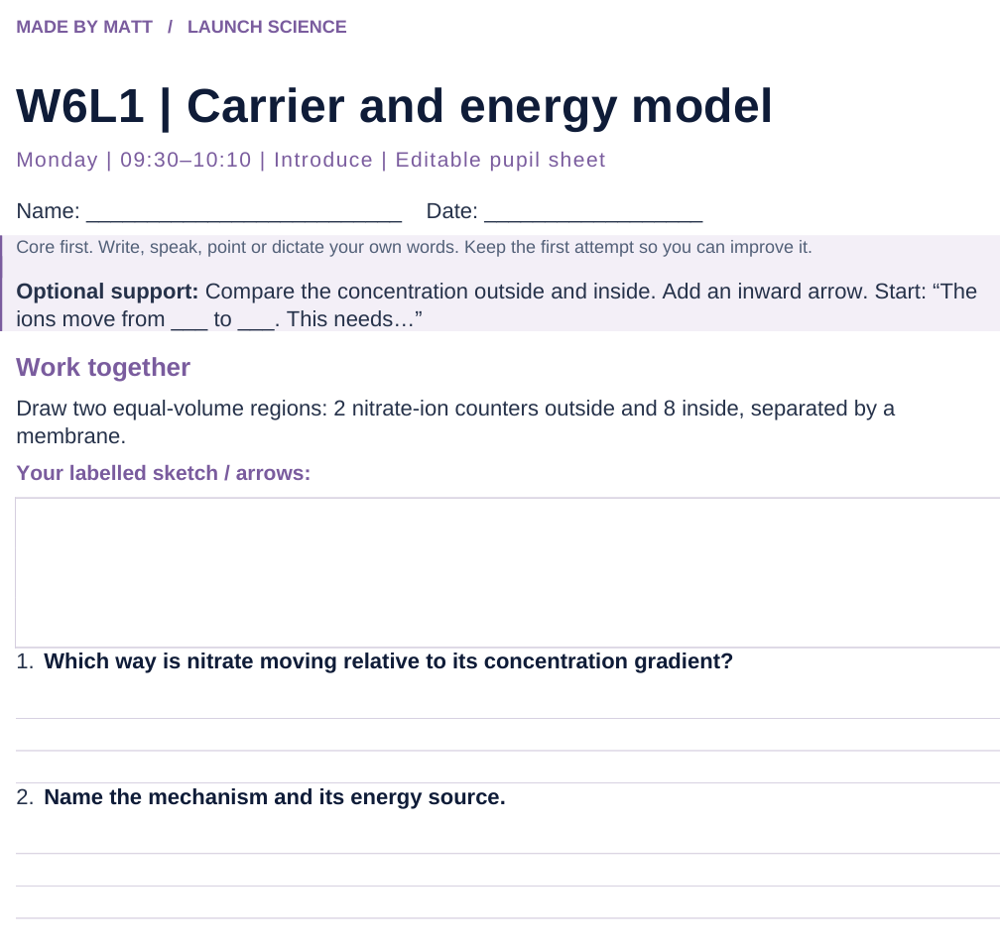 MADE BY MATT / LAUNCH SCIENCE
W6L1 | Carrier and energy model
Monday | 09:30–10:10 | Introduce | Editable pupil sheet
Name: __________________________ Date: __________________
Core first. Write, speak, point or dictate your own words. Keep the first attempt so you can improve it.
Optional support: Compare the concentration outside and inside. Add an inward arrow. Start: “The
ions move from ___ to ___. This needs…”
Work together
Draw two equal-volume regions: 2 nitrate-ion counters outside and 8 inside, separated by a
membrane.
Your labelled sketch / arrows:
1. Which way is nitrate moving relative to its concentration gradient?
2. Name the mechanism and its energy source.